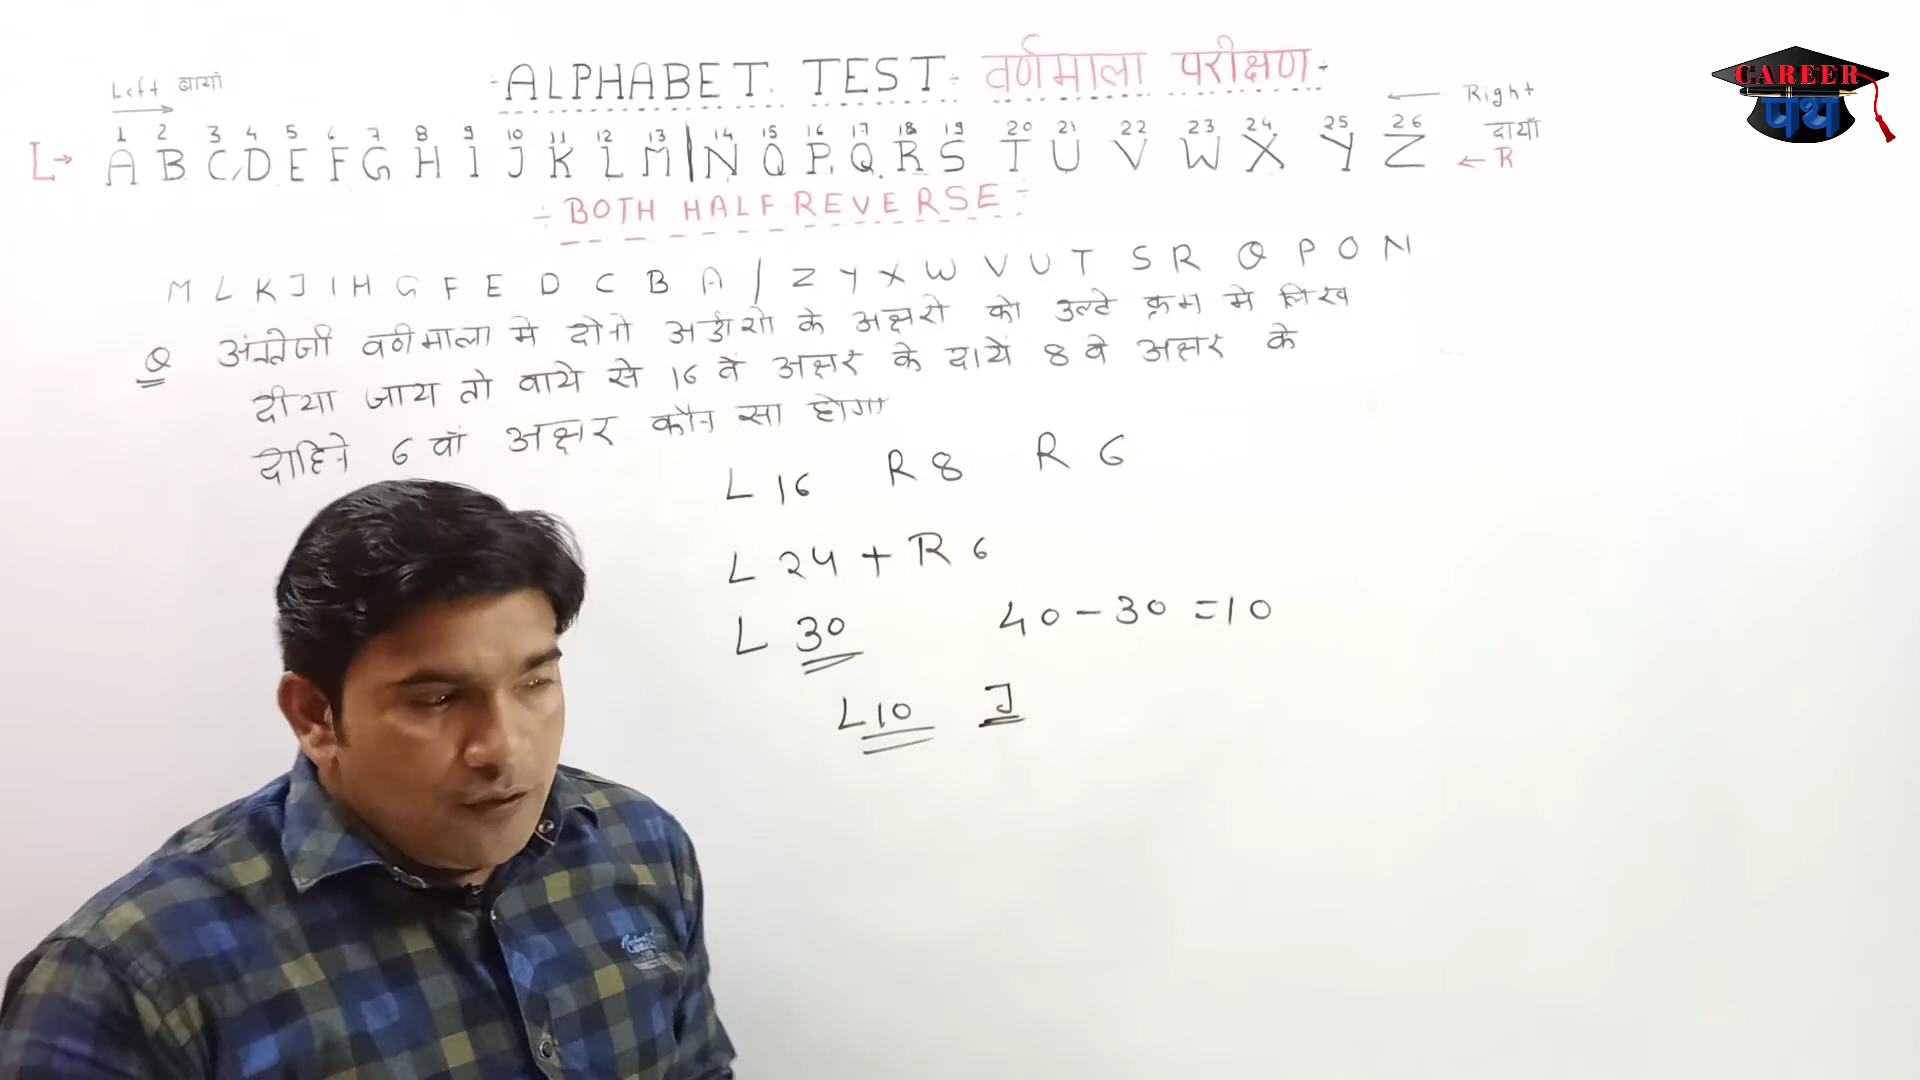 Left बायाँ
ALPHABET TEST वर्णमाला परीक्षण
Right दायाँ
CAREER पथ
1 2 3 4 5 6 7 8 9 10 11 12 13 14 15 16 17 18 19 20 21 22 23 24 25 26
L→ A B C D E F G H I J K L M | N O P Q R S T U V W X Y Z ← R
BOTH HALF REVERSE
M L K J I H G F E D C B A / Z Y X W V U T S R Q P O N
Q अंग्रेजी वर्णमाला मे दोनो अर्द्धाशो के अक्षरो को उल्टे क्रम मे लिख
दीया जाय तो बाये से 16 वे अक्षर के दायें 8 वे अक्षर के
दाहिने 6 वाँ अक्षर कौन सा होगा
L 16 R 8 R 6
L 24 + R 6
L 30 40 - 30 = 10
L 10 J